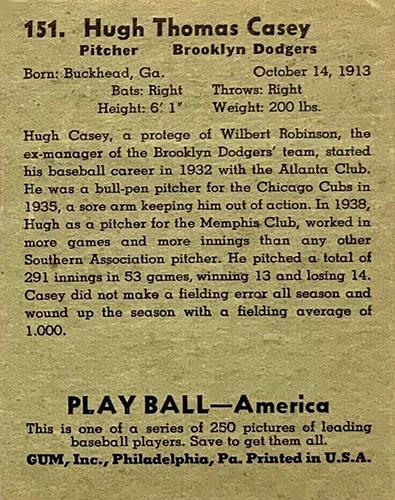 151. Hugh Thomas Casey
Pitcher Brooklyn Dodgers
Born: Buckhead, Ga. October 14, 1913
Bats: Right Throws: Right
Height: 6' 1" Weight: 200 lbs.
Hugh Casey, a protege of Wilbert Robinson, the
ex-manager of the Brooklyn Dodgers' team, started
his baseball career in 1932 with the Atlanta Club.
He was a bull-pen pitcher for the Chicago Cubs in
1935, a sore arm keeping him out of action. In 1938,
Hugh as a pitcher for the Memphis Club, worked in
more games and more innings than any other
Southern Association pitcher. He pitched a total of
291 innings in 53 games, winning 13 and losing 14.
Casey did not make a fielding error all season and
wound up the season with a fielding average of
1.000.
PLAY BALL—America
This is one of a series of 250 pictures of leading
baseball players. Save to get them all.
GUM, Inc., Philadelphia, Pa. Printed in U.S.A.